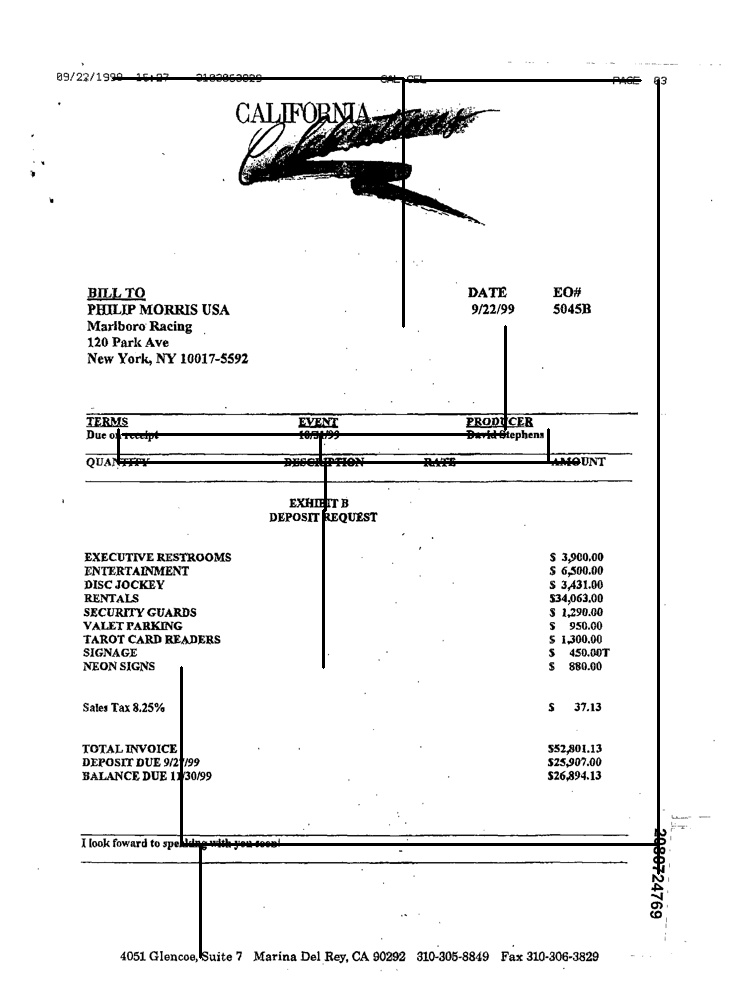 09/22/1999 15:27 3103063829 CAL CEL PAGE 03
CALIFORNIA
Celebrations
BILL TO DATE EO#
PHILIP MORRIS USA 9/22/99 5045B
Marlboro Racing
120 Park Ave
New York, NY 10017-5592
TERMS EVENT PRODUCER
Due on receipt 10/31/99 David Stephens
QUANTITY DESCRIPTION RATE AMOUNT
EXHIBIT B
DEPOSIT REQUEST
EXECUTIVE RESTROOMS $ 3,900.00
ENTERTAINMENT $ 6,500.00
DISC JOCKEY $ 3,431.00
RENTALS $34,063.00
SECURITY GUARDS $ 1,290.00
VALET PARKING $ 950.00
TAROT CARD READERS $ 1,300.00
SIGNAGE $ 450.00T
NEON SIGNS $ 880.00
Sales Tax 8.25% $ 37.13
TOTAL INVOICE $52,801.13
DEPOSIT DUE 9/27/99 $25,907.00
BALANCE DUE 11/30/99 $26,894.13
I look foward to speaking with you soon!
2080724769
4051 Glencoe, Suite 7 Marina Del Rey, CA 90292 310-305-8849 Fax 310-306-3829